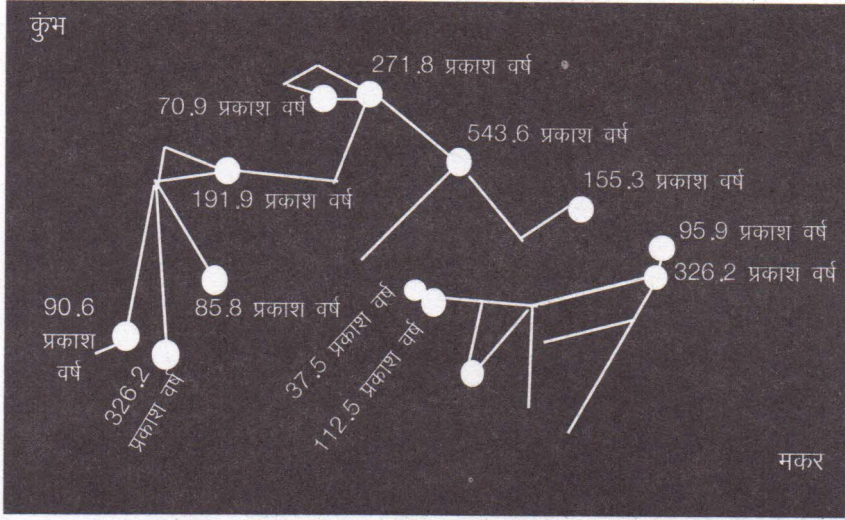 कुंभ
271.8 प्रकाश वर्ष
70.9 प्रकाश वर्ष
543.6 प्रकाश वर्ष
191.9 प्रकाश वर्ष
155.3 प्रकाश वर्ष
95.9 प्रकाश वर्ष
326.2 प्रकाश वर्ष
85.8 प्रकाश वर्ष
90.6
प्रकाश
वर्ष
326.2
प्रकाश वर्ष
37.5 प्रकाश वर्ष
112.5 प्रकाश वर्ष
मकर